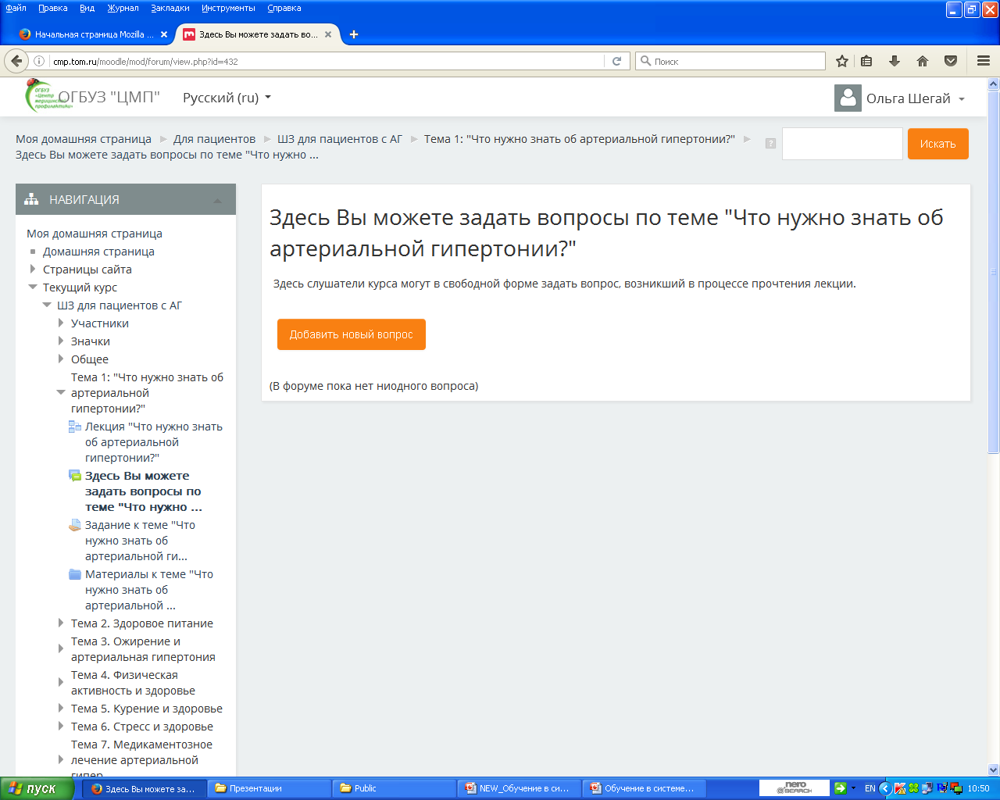 Файл Правка Вид Журнал Закладки Инструменты Справка
Начальная страница Mozilla ...
Здесь Вы можете задать во...
cmp.tom.ru/moodle/mod/forum/view.php?id=432
Поиск
ОГБУЗ
«Центр
медицинской
профилактики»
ОГБУЗ "ЦМП"
Русский (ru)
Ольга Шегай
Моя домашняя страница Для пациентов ШЗ для пациентов с АГ Тема 1: "Что нужно знать об артериальной гипертонии?"
Здесь Вы можете задать вопросы по теме "Что нужно ...
?
Искать
НАВИГАЦИЯ
Моя домашняя страница
Домашняя страница
Страницы сайта
Текущий курс
ШЗ для пациентов с АГ
Участники
Значки
Общее
Тема 1: "Что нужно знать об
артериальной
гипертонии?"
Лекция "Что нужно знать
об артериальной
гипертонии?"
Здесь Вы можете
задать вопросы по
теме "Что нужно ...
Задание к теме "Что
нужно знать об
артериальной ги...
Материалы к теме "Что
нужно знать об
артериальной ...
Тема 2. Здоровое питание
Тема 3. Ожирение и
артериальная гипертония
Тема 4. Физическая
активность и здоровье
Тема 5. Курение и здоровье
Тема 6. Стресс и здоровье
Тема 7. Медикаментозное
лечение артериальной
гипер
Здесь Вы можете задать вопросы по теме "Что нужно знать об
артериальной гипертонии?"
Здесь слушатели курса могут в свободной форме задать вопрос, возникший в процессе прочтения лекции.
Добавить новый вопрос
(В форуме пока нет ниодного вопроса)
пуск
Здесь Вы можете за...
Презентации
Public
NEW_Обучение в си...
Обучение в системе...
nero
SEARCH
EN
10:50